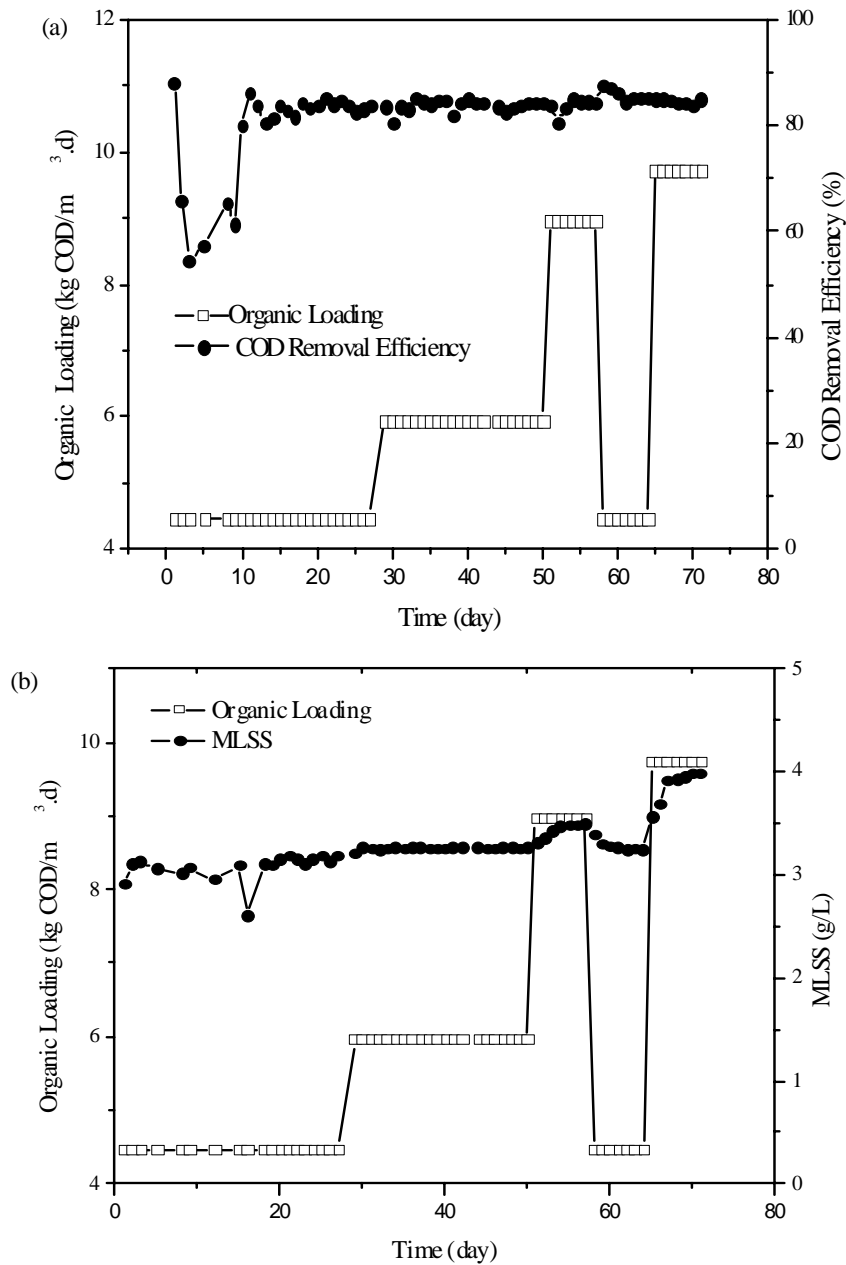 (a)
12
10
8
6
4
Organic Loading (kg COD/m
3
.d)
100
80
60
40
20
0
COD Removal Efficiency (%)
Organic Loading
COD Removal Efficiency
0 10 20 30 40 50 60 70 80
Time (day)
(b)
10
8
6
4
Organic Loading (kg COD/m
3
.d)
5
4
3
2
1
0
MLSS (g/L)
Organic Loading
MLSS
0 20 40 60 80
Time (day)